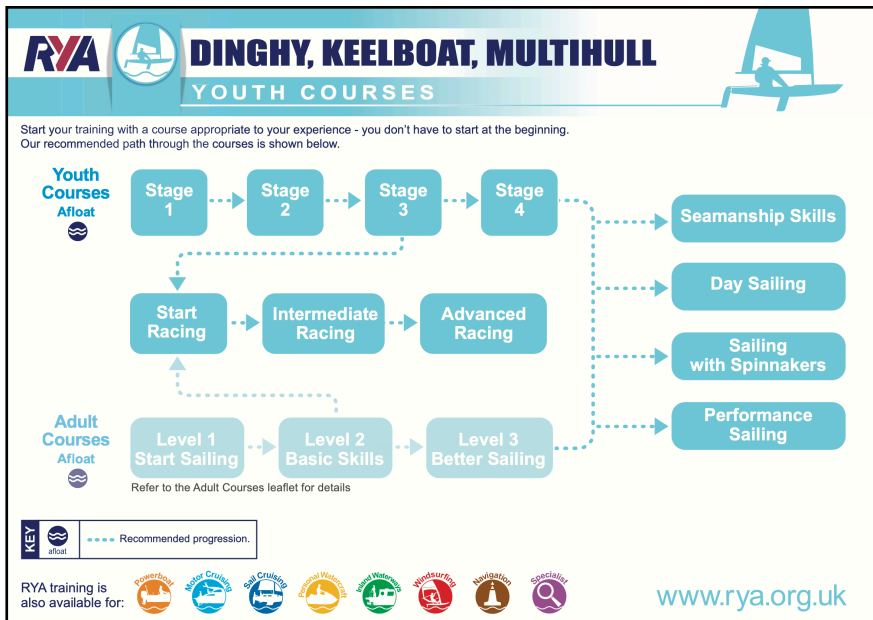 RYA
DINGHY, KEELBOAT, MULTIHULL
YOUTH COURSES
Start your training with a course appropriate to your experience - you don't have to start at the beginning.
Our recommended path through the courses is shown below.
Youth
Courses
Afloat
Stage
1
Stage
2
Stage
3
Stage
4
Seamanship Skills
Day Sailing
Sailing
with Spinnakers
Performance
Sailing
Start
Racing
Intermediate
Racing
Advanced
Racing
Adult
Courses
Afloat
Level 1
Start Sailing
Level 2
Basic Skills
Level 3
Better Sailing
Refer to the Adult Courses leaflet for details
KEY
afloat
Recommended progression.
RYA training is
also available for:
Powerboat
Motor Cruising
Sail Cruising
Personal Watercraft
Inland Waterways
Windsurfing
Navigation
Specialist
www.rya.org.uk